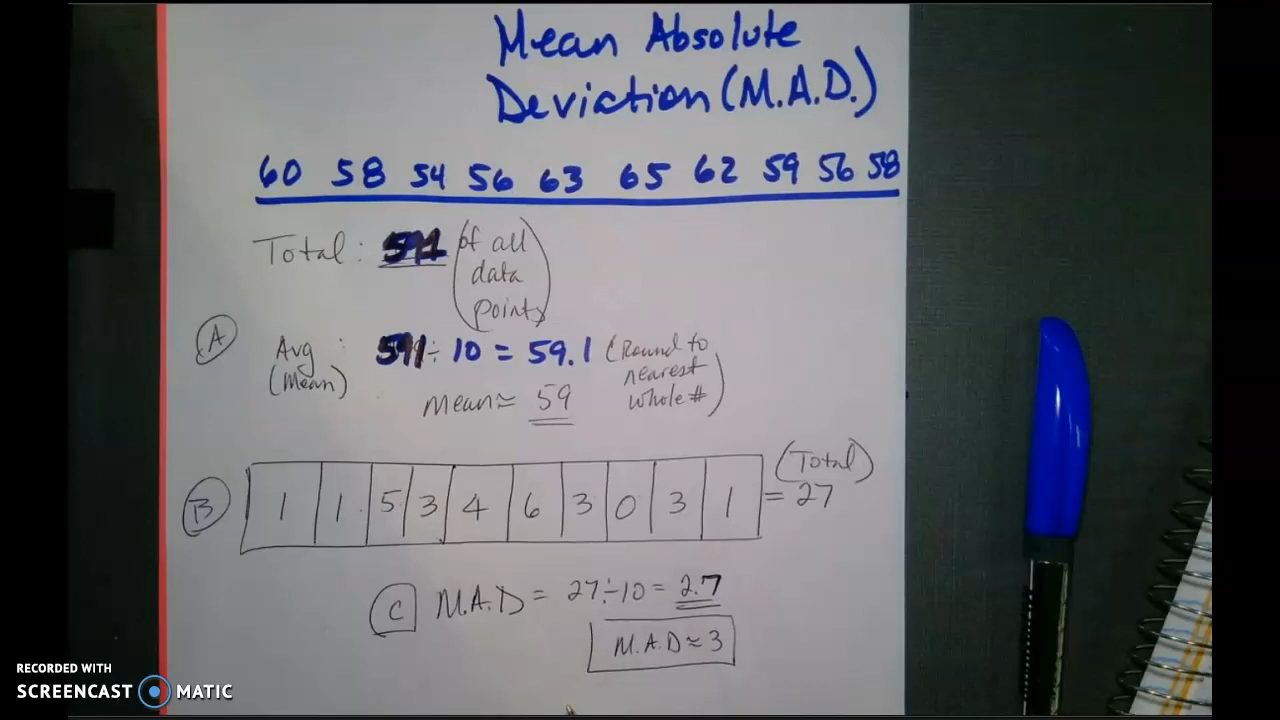 Mean Absolute
Deviation (M.A.D.)
60 58 54 56 63 65 62 59 56 58
Total: 591 (of all
data
points)
A
Avg :
(Mean)
591 ÷ 10 = 59.1 (Round to
nearest
whole #)
mean ≈ 59
B
1 1 5 3 4 6 3 0 3 1 = 27
(Total)
C M.A.D = 27 ÷ 10 = 2.7
M.A.D ≈ 3
RECORDED WITH
SCREENCAST MATIC